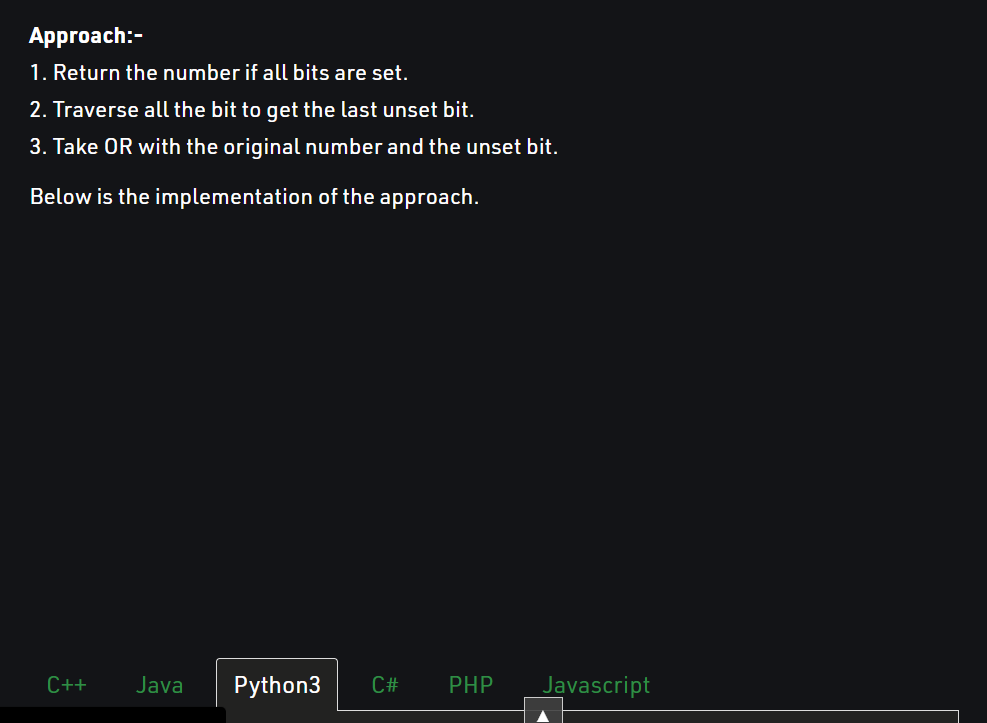 Approach:-
1. Return the number if all bits are set.
2. Traverse all the bit to get the last unset bit.
3. Take OR with the original number and the unset bit.
Below is the implementation of the approach.
C++ Java Python3 C# PHP Javascript